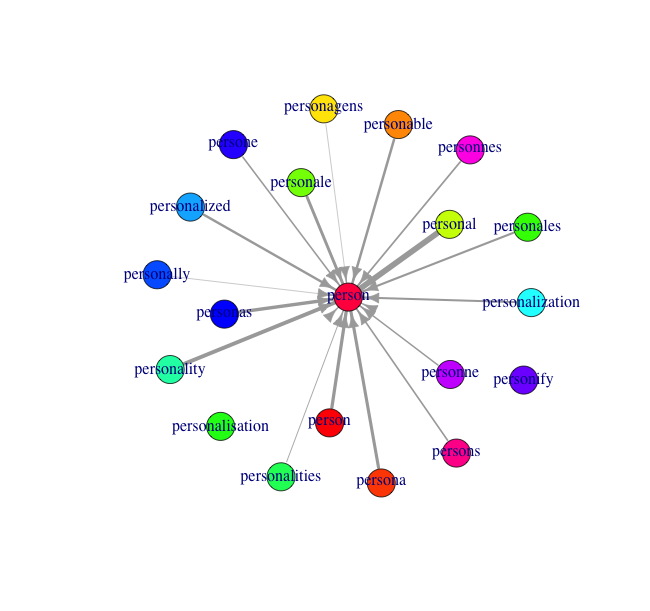 personagens
personable
persone
personnes
personale
personalized
personal
personales
personally
person
personalization
personas
personality
personne
personify
personalisation
person
persons
personalities
persona